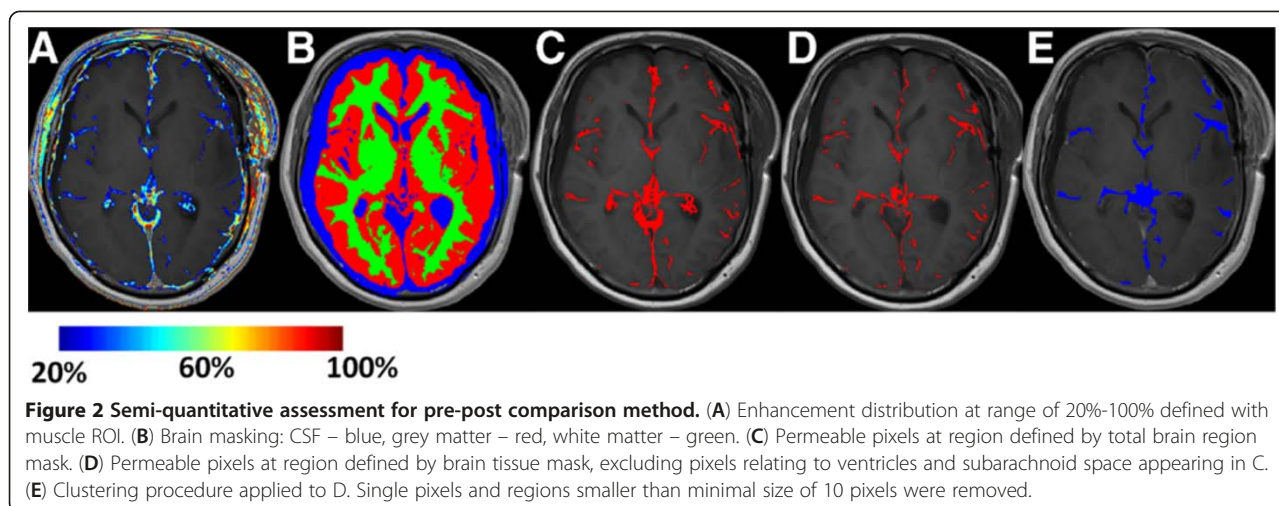 A B C D E
20% 60% 100%
Figure 2 Semi-quantitative assessment for pre-post comparison method. (A) Enhancement distribution at range of 20%-100% defined with
muscle ROI. (B) Brain masking: CSF – blue, grey matter – red, white matter – green. (C) Permeable pixels at region defined by total brain region
mask. (D) Permeable pixels at region defined by brain tissue mask, excluding pixels relating to ventricles and subarachnoid space appearing in C.
(E) Clustering procedure applied to D. Single pixels and regions smaller than minimal size of 10 pixels were removed.